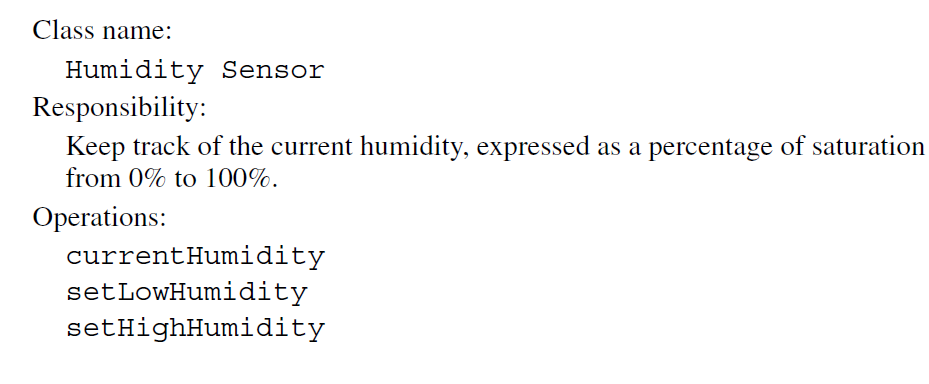 Class name:
Humidity Sensor
Responsibility:
Keep track of the current humidity, expressed as a percentage of saturation
from 0% to 100%.
Operations:
currentHumidity
setLowHumidity
setHighHumidity